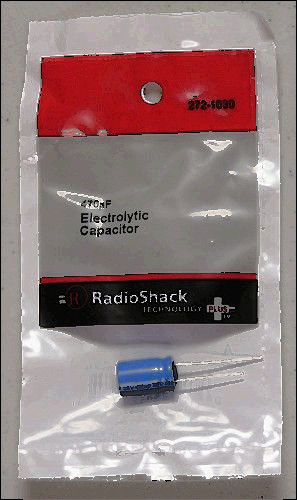 272-1030
470µF
Electrolytic
Capacitor
RadioShack
TECHNOLOGY PLUS